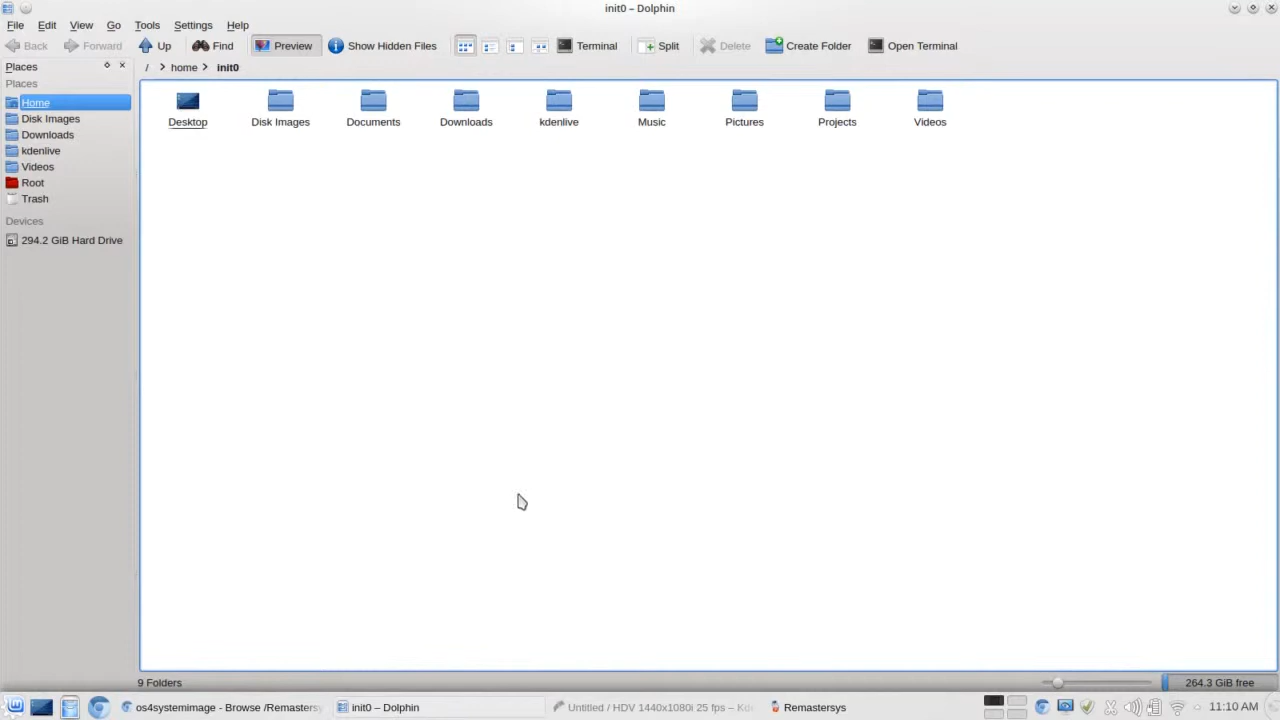 init0 – Dolphin
File Edit View Go Tools Settings Help
Back Forward Up Find Preview Show Hidden Files Terminal Split Delete Create Folder Open Terminal
Places
/ > home > init0
Places
Home
Disk Images
Downloads
kdenlive
Videos
Root
Trash
Devices
294.2 GiB Hard Drive
Desktop Disk Images Documents Downloads kdenlive Music Pictures Projects Videos
9 Folders
264.3 GiB free
os4systemimage - Browse /Remastersy
init0 – Dolphin
Untitled / HDV 1440x1080i 25 fps – Kde
Remastersys
11:10 AM